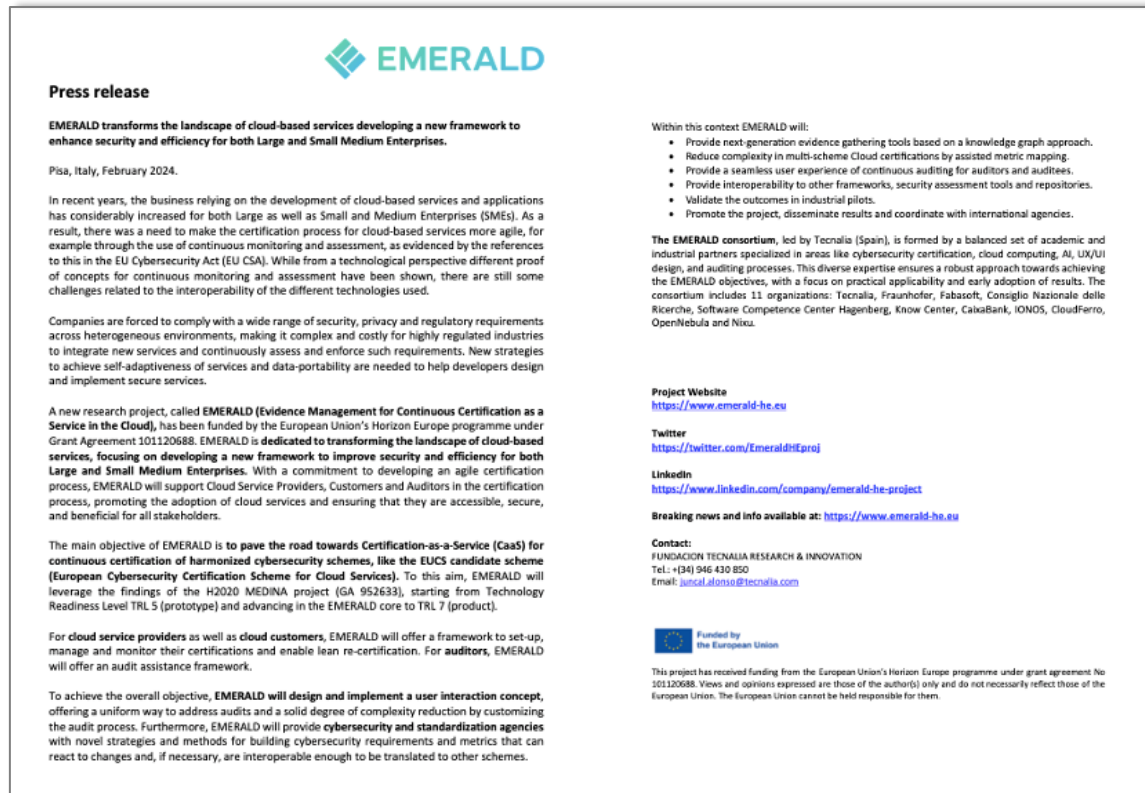 EMERALD
Press release
EMERALD transforms the landscape of cloud-based services developing a new framework to
enhance security and efficiency for both Large and Small Medium Enterprises.
Pisa, Italy, February 2024.
In recent years, the business relying on the development of cloud-based services and applications
has considerably increased for both Large as well as Small and Medium Enterprises (SMEs). As a
result, there was a need to make the certification process for cloud-based services more agile, for
example through the use of continuous monitoring and assessment, as evidenced by the references
to this in the EU Cybersecurity Act (EU CSA). While from a technological perspective different proof
of concepts for continuous monitoring and assessment have been shown, there are still some
challenges related to the interoperability of the different technologies used.
Companies are forced to comply with a wide range of security, privacy and regulatory requirements
across heterogeneous environments, making it complex and costly for highly regulated industries
to integrate new services and continuously assess and enforce such requirements. New strategies
to achieve self-adaptiveness of services and data-portability are needed to help developers design
and implement secure services.
A new research project, called EMERALD (Evidence Management for Continuous Certification as a
Service in the Cloud), has been funded by the European Union's Horizon Europe programme under
Grant Agreement 101120688. EMERALD is dedicated to transforming the landscape of cloud-based
services, focusing on developing a new framework to improve security and efficiency for both
Large and Small Medium Enterprises. With a commitment to developing an agile certification
process, EMERALD will support Cloud Service Providers, Customers and Auditors in the certification
process, promoting the adoption of cloud services and ensuring that they are accessible, secure,
and beneficial for all stakeholders.
The main objective of EMERALD is to pave the road towards Certification-as-a-Service (CaaS) for
continuous certification of harmonized cybersecurity schemes, like the EUCS candidate scheme
(European Cybersecurity Certification Scheme for Cloud Services). To this aim, EMERALD will
leverage the findings of the H2020 MEDINA project (GA 952633), starting from Technology
Readiness Level TRL 5 (prototype) and advancing in the EMERALD core to TRL 7 (product).
For cloud service providers as well as cloud customers, EMERALD will offer a framework to set-up,
manage and monitor their certifications and enable lean re-certification. For auditors, EMERALD
will offer an audit assistance framework.
To achieve the overall objective, EMERALD will design and implement a user interaction concept,
offering a uniform way to address audits and a solid degree of complexity reduction by customizing
the audit process. Furthermore, EMERALD will provide cybersecurity and standardization agencies
with novel strategies and methods for building cybersecurity requirements and metrics that can
react to changes and, if necessary, are interoperable enough to be translated to other schemes.
Within this context EMERALD will:
• Provide next-generation evidence gathering tools based on a knowledge graph approach.
• Reduce complexity in multi-scheme Cloud certifications by assisted metric mapping.
• Provide a seamless user experience of continuous auditing for auditors and auditees.
• Provide interoperability to other frameworks, security assessment tools and repositories.
• Validate the outcomes in industrial pilots.
• Promote the project, disseminate results and coordinate with international agencies.
The EMERALD consortium, led by Tecnalia (Spain), is formed by a balanced set of academic and
industrial partners specialized in areas like cybersecurity certification, cloud computing, AI, UX/UI
design, and auditing processes. This diverse expertise ensures a robust approach towards achieving
the EMERALD objectives, with a focus on practical applicability and early adoption of results. The
consortium includes 11 organizations: Tecnalia, Fraunhofer, Fabasoft, Consiglio Nazionale delle
Ricerche, Software Competence Center Hagenberg, Know Center, CaixaBank, IONOS, CloudFerro,
OpenNebula and Nixu.
Project Website
https://www.emerald-he.eu
Twitter
https://twitter.com/EmeraldHEproj
LinkedIn
https://www.linkedin.com/company/emerald-he-project
Breaking news and info available at: https://www.emerald-he.eu
Contact:
FUNDACION TECNALIA RESEARCH & INNOVATION
Tel.: +(34) 946 430 850
Email: juncal.alonso@tecnalia.com
Funded by
the European Union
This project has received funding from the European Union's Horizon Europe programme under grant agreement No
101120688. Views and opinions expressed are those of the author(s) only and do not necessarily reflect those of the
European Union. The European Union cannot be held responsible for them.